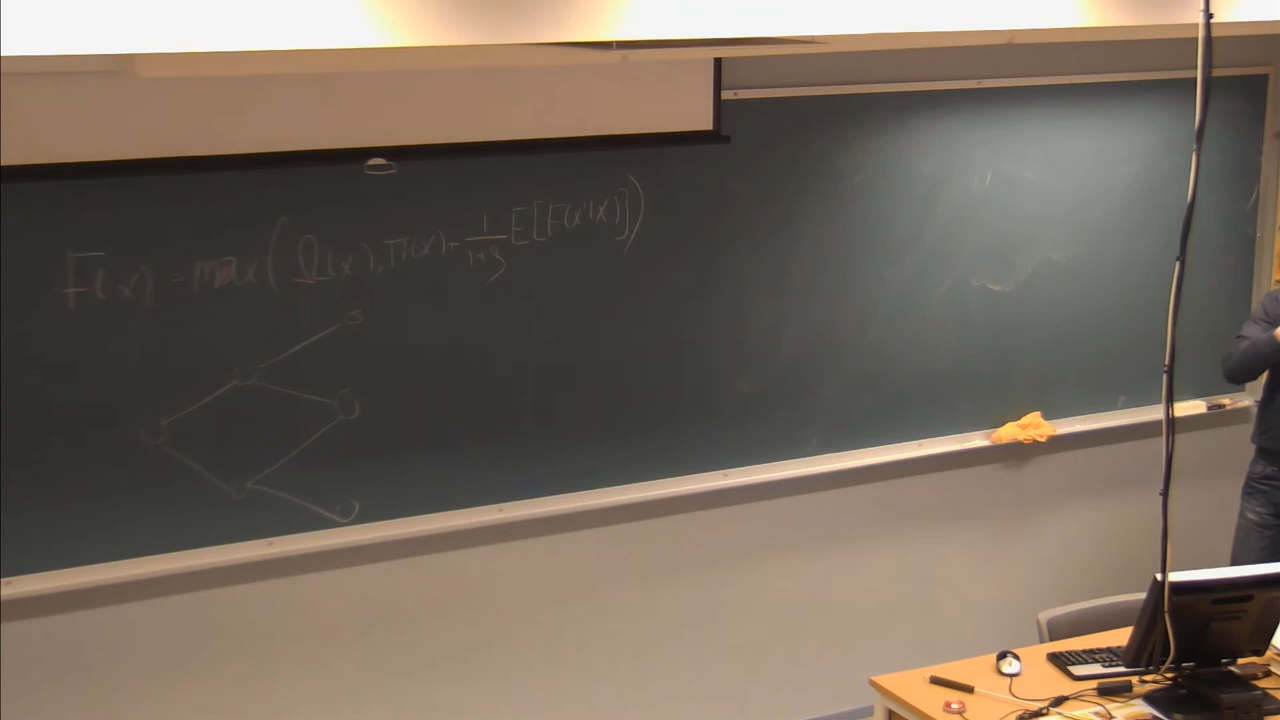 F(x) = max(Ω(x), π(x) + 1/(1+ρ) E[F(x'|x)])